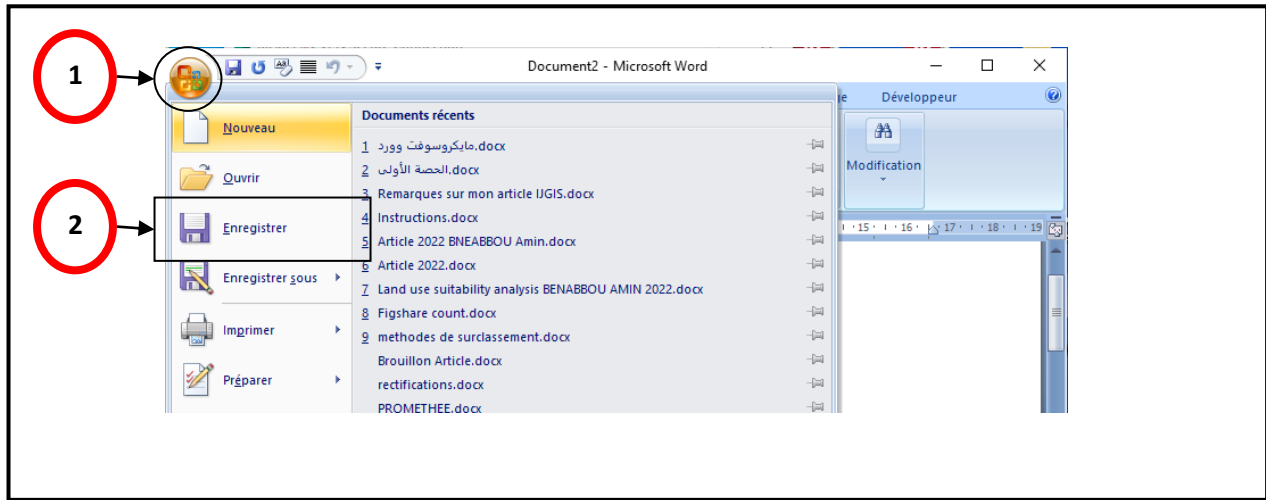 1
Document2 - Microsoft Word
Développeur
Nouveau
Documents récents
1 مايكروسوفت وورد.docx
2 الحصة الأولى.docx
Modification
Ouvrir
3 Remarques sur mon article IJGIS.docx
2
Enregistrer
4 Instructions.docx
15 16 17 18 19
5 Article 2022 BNEABBOU Amin.docx
6 Article 2022.docx
Enregistrer sous
7 Land use suitability analysis BENABBOU AMIN 2022.docx
8 Figshare count.docx
Imprimer
9 methodes de surclassement.docx
Brouillon Article.docx
Préparer
rectifications.docx
PROMETHEE.docx